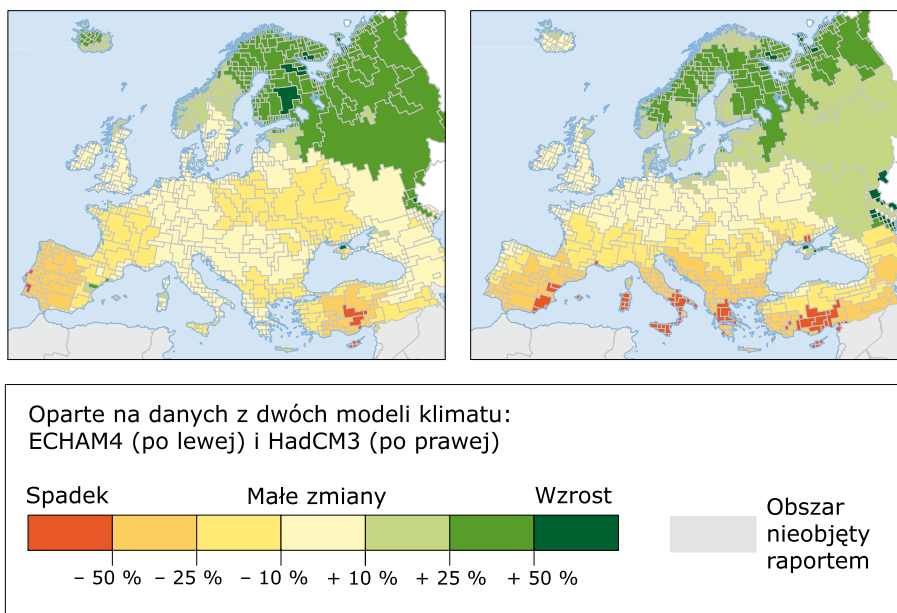 Oparte na danych z dwóch modeli klimatu:
ECHAM4 (po lewej) i HadCM3 (po prawej)
Spadek Małe zmiany Wzrost
– 50 % – 25 % – 10 % + 10 % + 25 % + 50 %
Obszar
nieobjęty
raportem